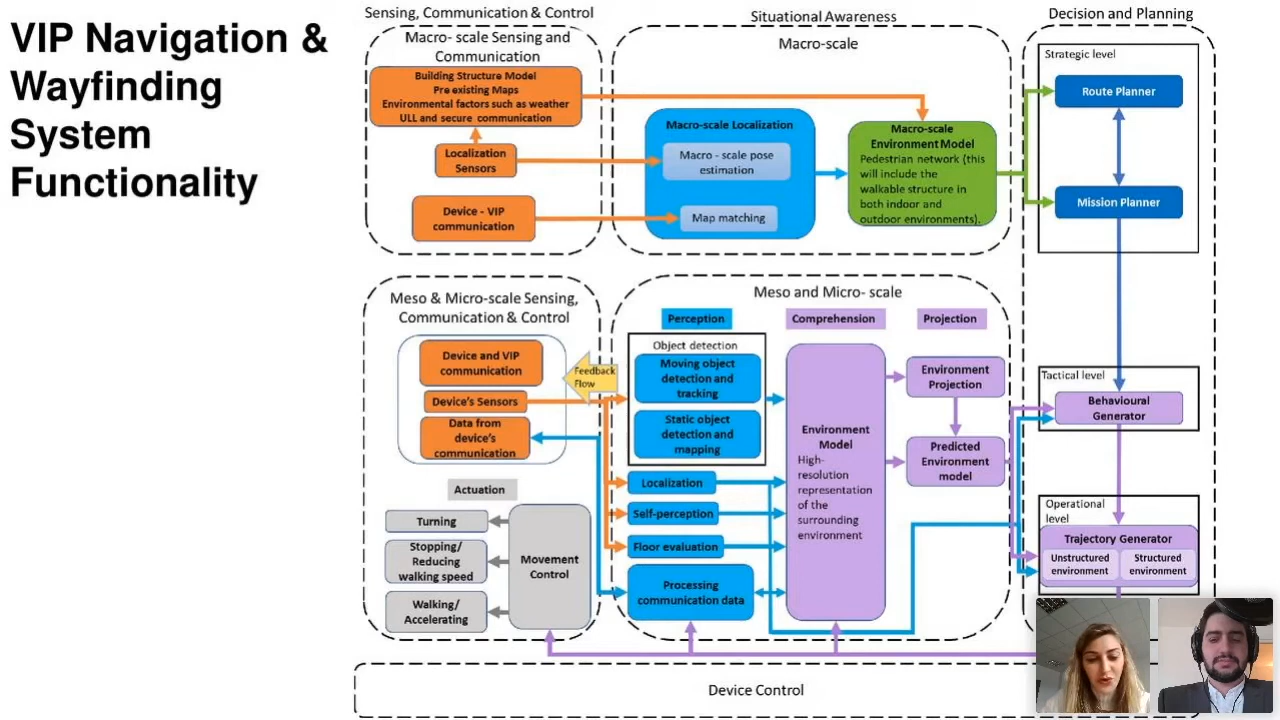 VIP Navigation &
Wayfinding
System
Functionality
Sensing, Communication & Control
Situational Awareness
Decision and Planning
Macro- scale Sensing and
Communication
Building Structure Model
Pre existing Maps
Environmental factors such as weather
ULL and secure communication
Localization
Sensors
Device - VIP
communication
Macro-scale
Macro-scale Localization
Macro - scale pose
estimation
Map matching
Macro-scale
Environment Model
Pedestrian network (this
will include the
walkable structure in
both indoor and
outdoor environments).
Strategic level
Route Planner
Mission Planner
Meso & Micro-scale Sensing,
Communication & Control
Device and VIP
communication
Device's Sensors
Data from
device's
communication
Feedback
Flow
Actuation
Turning
Stopping/
Reducing
walking speed
Walking/
Accelerating
Movement
Control
Meso and Micro- scale
Perception
Comprehension
Projection
Object detection
Moving object
detection and
tracking
Static object
detection and
mapping
Localization
Self-perception
Floor evaluation
Processing
communication data
Environment
Model
High-
resolution
representation
of the
surrounding
environment
Environment
Projection
Predicted
Environment
model
Tactical level
Behavioural
Generator
Operational
level
Trajectory Generator
Unstructured
environment
Structured
environment
Device Control